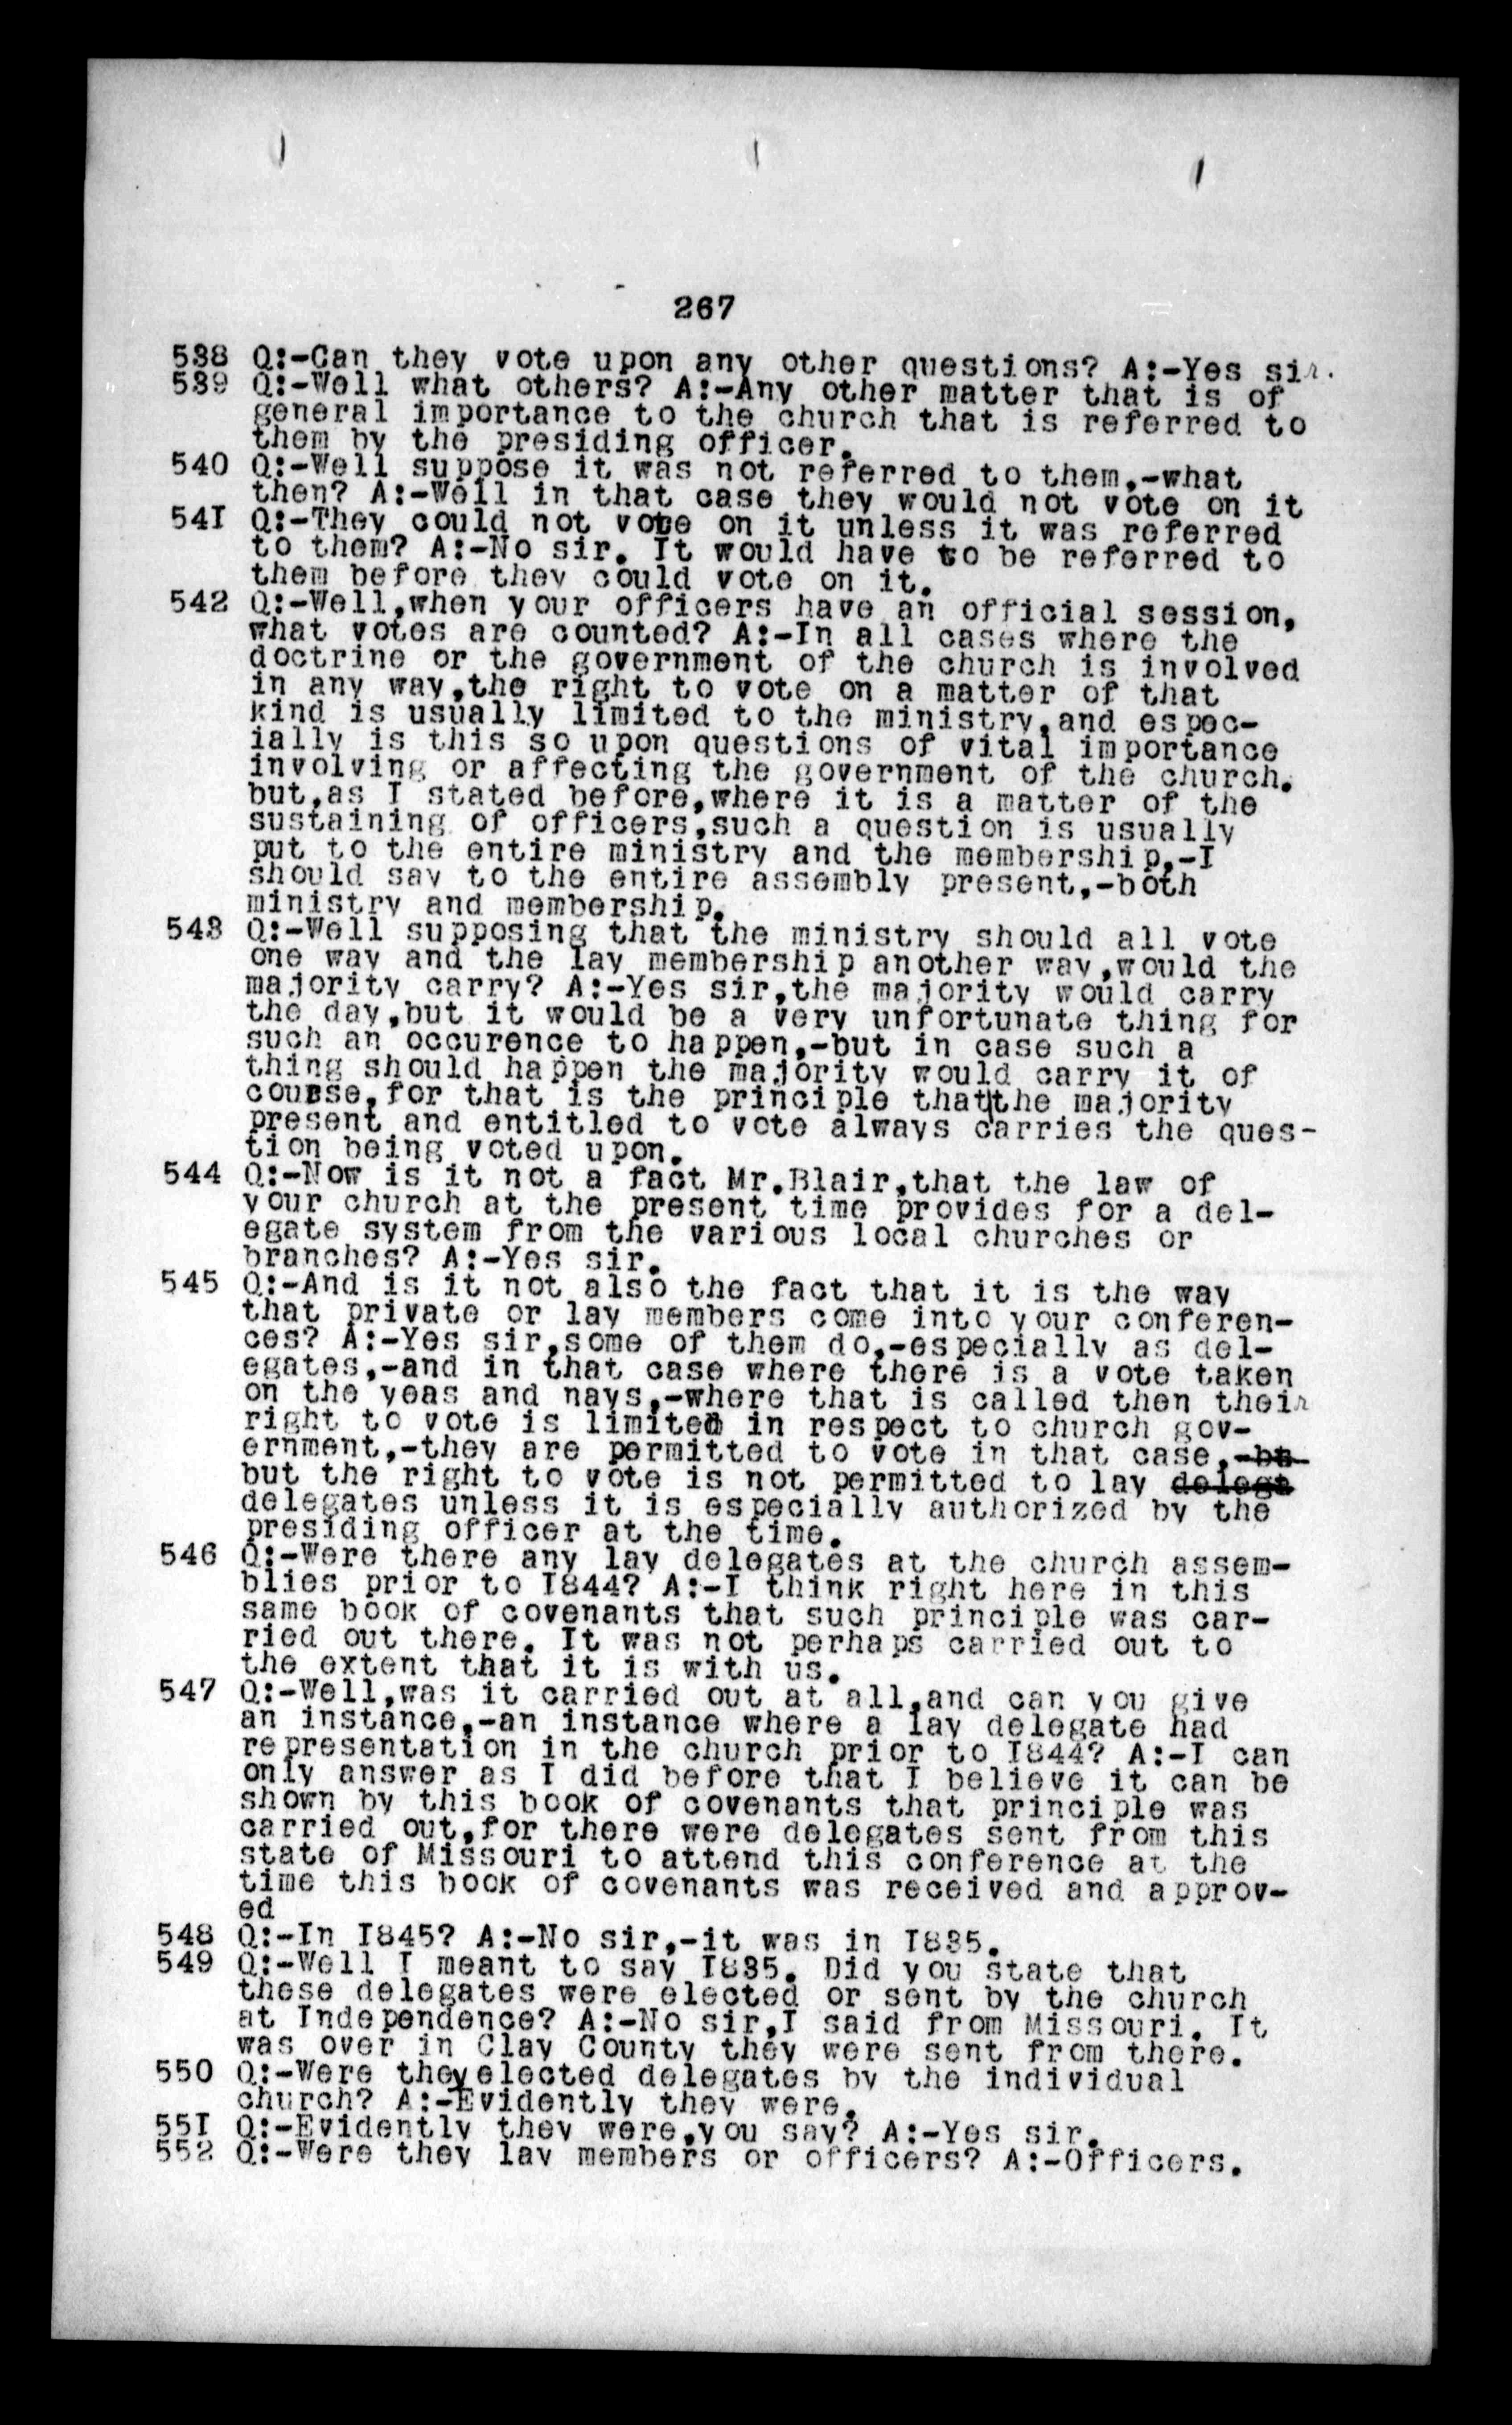 267
538 Q:-Can they vote upon any other questions? A:-Yes sir.
539 Q:-Well what others? A:-Any other matter that is of
general importance to the church that is referred to
them by the presiding officer.
540 Q:-Well suppose it was not referred to them,-what
then? A:-Well in that case they would not vote on it
54I Q:-They could not vote on it unless it was referred
to them? A:-No sir. It would have to be referred to
them before they could vote on it.
542 Q:-Well,when your officers have an official session,
what votes are counted? A:-In all cases where the
doctrine or the government of the church is involved
in any way,the right to vote on a matter of that
kind is usually limited to the ministry,and espec-
ially is this so upon questions of vital importance
involving or affecting the government of the church.
but,as I stated before,where it is a matter of the
sustaining of officers,such a question is usually
put to the entire ministry and the membership,-I
should say to the entire assembly present,-both
ministry and membership.
543 Q:-Well supposing that the ministry should all vote
one way and the lay membership another way,would the
majority carry? A:-Yes sir,the majority would carry
the day,but it would be a very unfortunate thing for
such an occurence to happen,-but in case such a
thing should happen the majority would carry it of
course,for that is the principle that the majority
present and entitled to vote always carries the ques-
tion being voted upon.
544 Q:-Now is it not a fact Mr.Blair,that the law of
your church at the present time provides for a del-
egate system from the various local churches or
branches? A:-Yes sir.
545 Q:-And is it not also the fact that it is the way
that private or lay members come into your conferen-
ces? A:-Yes sir,some of them do,-especially as del-
egates,-and in that case where there is a vote taken
on the yeas and nays,-where that is called then their
right to vote is limited in respect to church gov-
ernment,-they are permitted to vote in that case,-bu-
but the right to vote is not permitted to lay delega
delegates unless it is especially authorized by the
presiding officer at the time.
546 Q:-Were there any lay delegates at the church assem-
blies prior to I844? A:-I think right here in this
same book of covenants that such principle was car-
ried out there. It was not perhaps carried out to
the extent that it is with us.
547 Q:-Well,was it carried out at all,and can you give
an instance,-an instance where a lay delegate had
representation in the church prior to I844? A:-I can
only answer as I did before that I believe it can be
shown by this book of covenants that principle was
carried out,for there were delegates sent from this
state of Missouri to attend this conference at the
time this book of covenants was received and approv-
ed
548 Q:-In I845? A:-No sir,-it was in I835.
549 Q:-Well I meant to say I835. Did you state that
these delegates were elected or sent by the church
at Independence? A:-No sir,I said from Missouri. It
was over in Clay County they were sent from there.
550 Q:-Were they elected delegates by the individual
church? A:-Evidently they were.
55I Q:-Evidently they were,you say? A:-Yes sir.
552 Q:-Were they lay members or officers? A:-Officers.